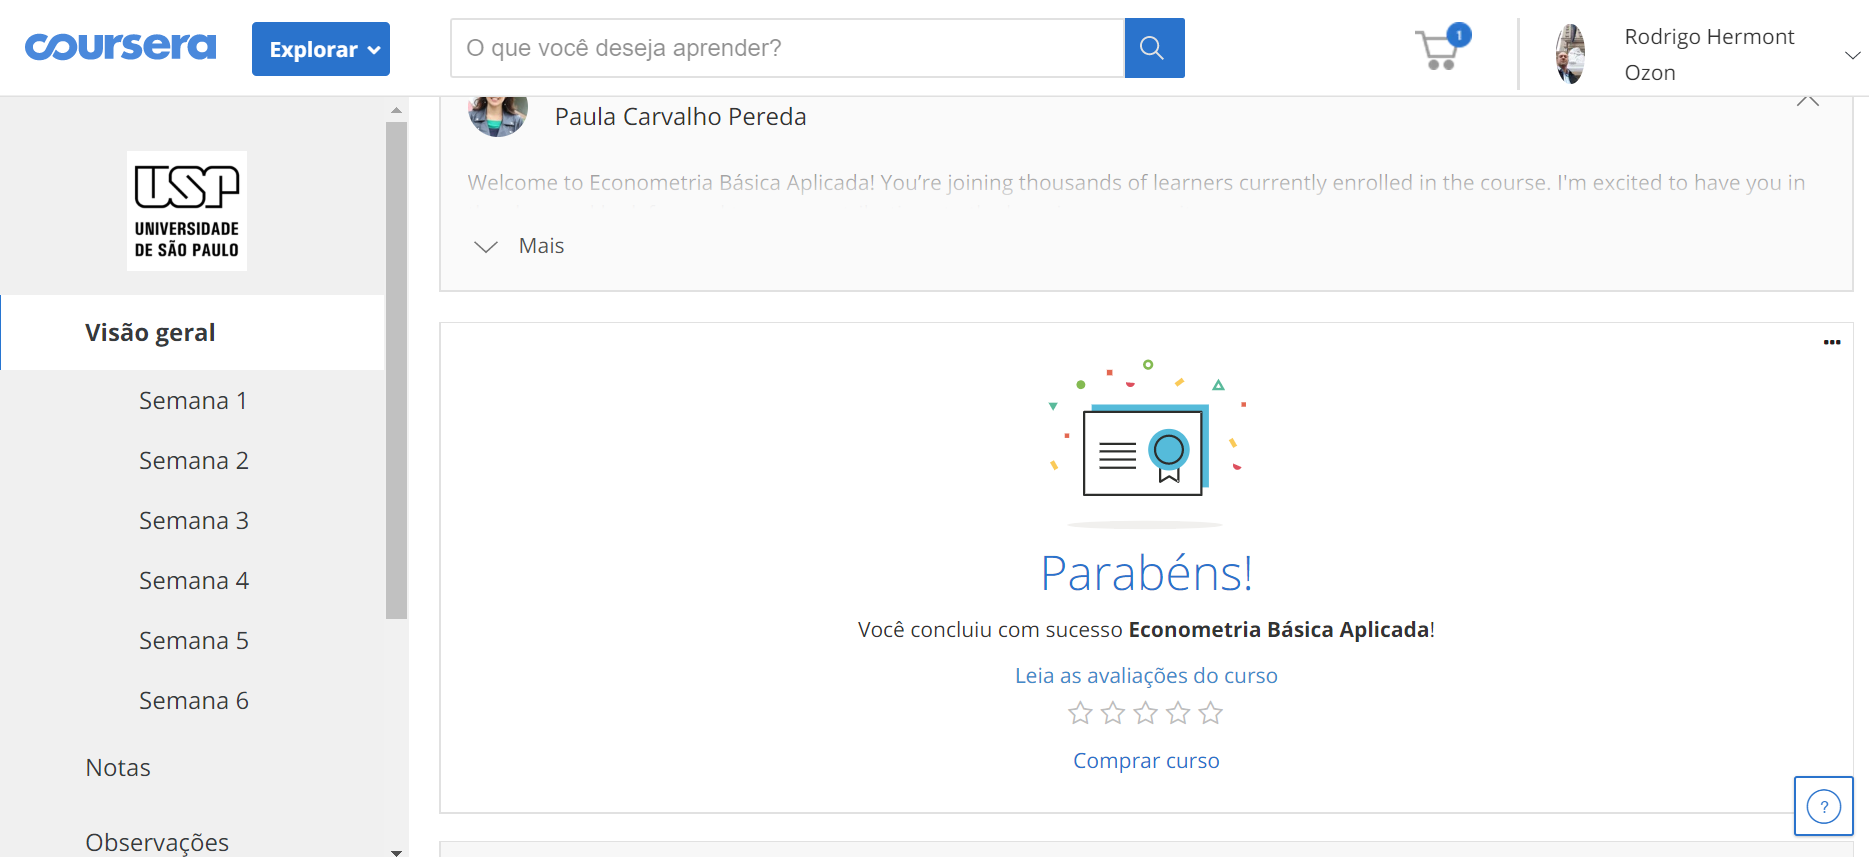 coursera
Explorar
O que você deseja aprender?
1
Rodrigo Hermont
Ozon
USP
UNIVERSIDADE
DE SÃO PAULO
Visão geral
Semana 1
Semana 2
Semana 3
Semana 4
Semana 5
Semana 6
Notas
Observações
Paula Carvalho Pereda
Welcome to Econometria Básica Aplicada! You’re joining thousands of learners currently enrolled in the course. I'm excited to have you in
Mais
Parabéns!
Você concluiu com sucesso Econometria Básica Aplicada!
Leia as avaliações do curso
Comprar curso
?